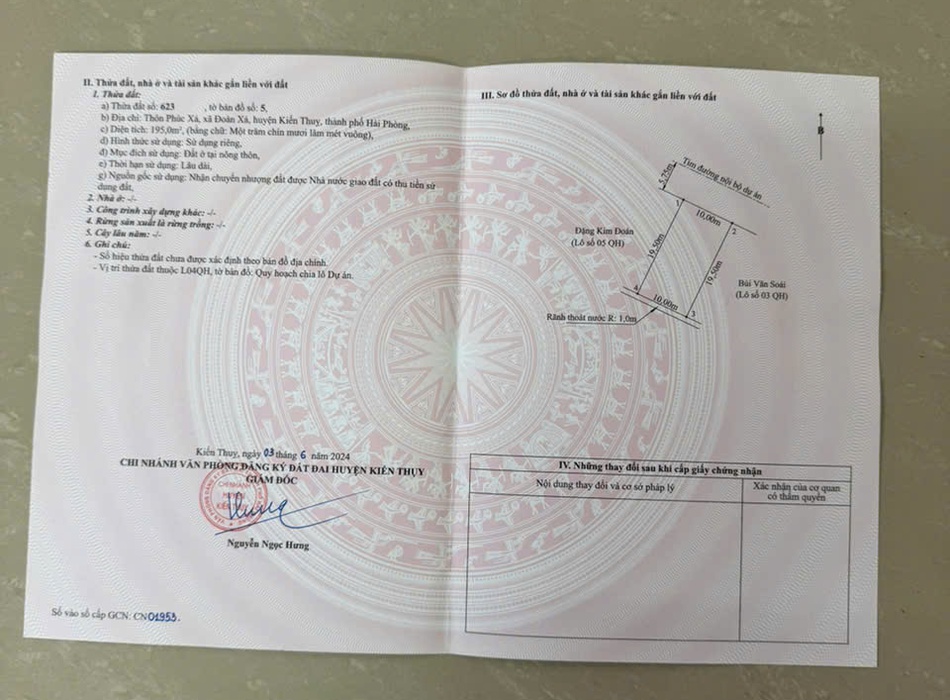 II. Thửa đất, nhà ở và tài sản khác gắn liền với đất
1. Thửa đất:
a) Thửa đất số: 623 , tờ bản đồ số: 5,
b) Địa chỉ: Thôn Phúc Xá, xã Đoàn Xá, huyện Kiến Thụy, thành phố Hải Phòng,
c) Diện tích: 195,0m², (bằng chữ: Một trăm chín mươi lăm mét vuông),
d) Hình thức sử dụng: Sử dụng riêng,
đ) Mục đích sử dụng: Đất ở tại nông thôn,
e) Thời hạn sử dụng: Lâu dài,
g) Nguồn gốc sử dụng: Nhận chuyển nhượng đất được Nhà nước giao đất có thu tiền sử
dụng đất,
2. Nhà ở: -/-
3. Công trình xây dựng khác: -/-
4. Rừng sản xuất là rừng trồng: -/-
5. Cây lâu năm: -/-
6. Ghi chú:
- Số hiệu thửa đất chưa được xác định theo bản đồ địa chính.
- Vị trí thửa đất thuộc L04QH, tờ bản đồ: Quy hoạch chia lô Dự án.
Kiến Thụy, ngày 03 tháng 6 năm 2024
CHI NHÁNH VĂN PHÒNG ĐĂNG KÝ ĐẤT ĐAI HUYỆN KIẾN THỤY
GIÁM ĐỐC
Nguyễn Ngọc Hưng
Số vào sổ cấp GCN: CN01953.
III. Sơ đồ thửa đất, nhà ở và tài sản khác gắn liền với đất
B
Tim đường nội bộ dự án
5,75m
1
10,00m
2
Đặng Kim Đoán
(Lô số 05 QH)
19,50m
19,50m
Bùi Văn Soái
(Lô số 03 QH)
4
10,00m
3
Rãnh thoát nước R: 1,0m
IV. Những thay đổi sau khi cấp giấy chứng nhận
Nội dung thay đổi và cơ sở pháp lý
Xác nhận của cơ quan
có thẩm quyền